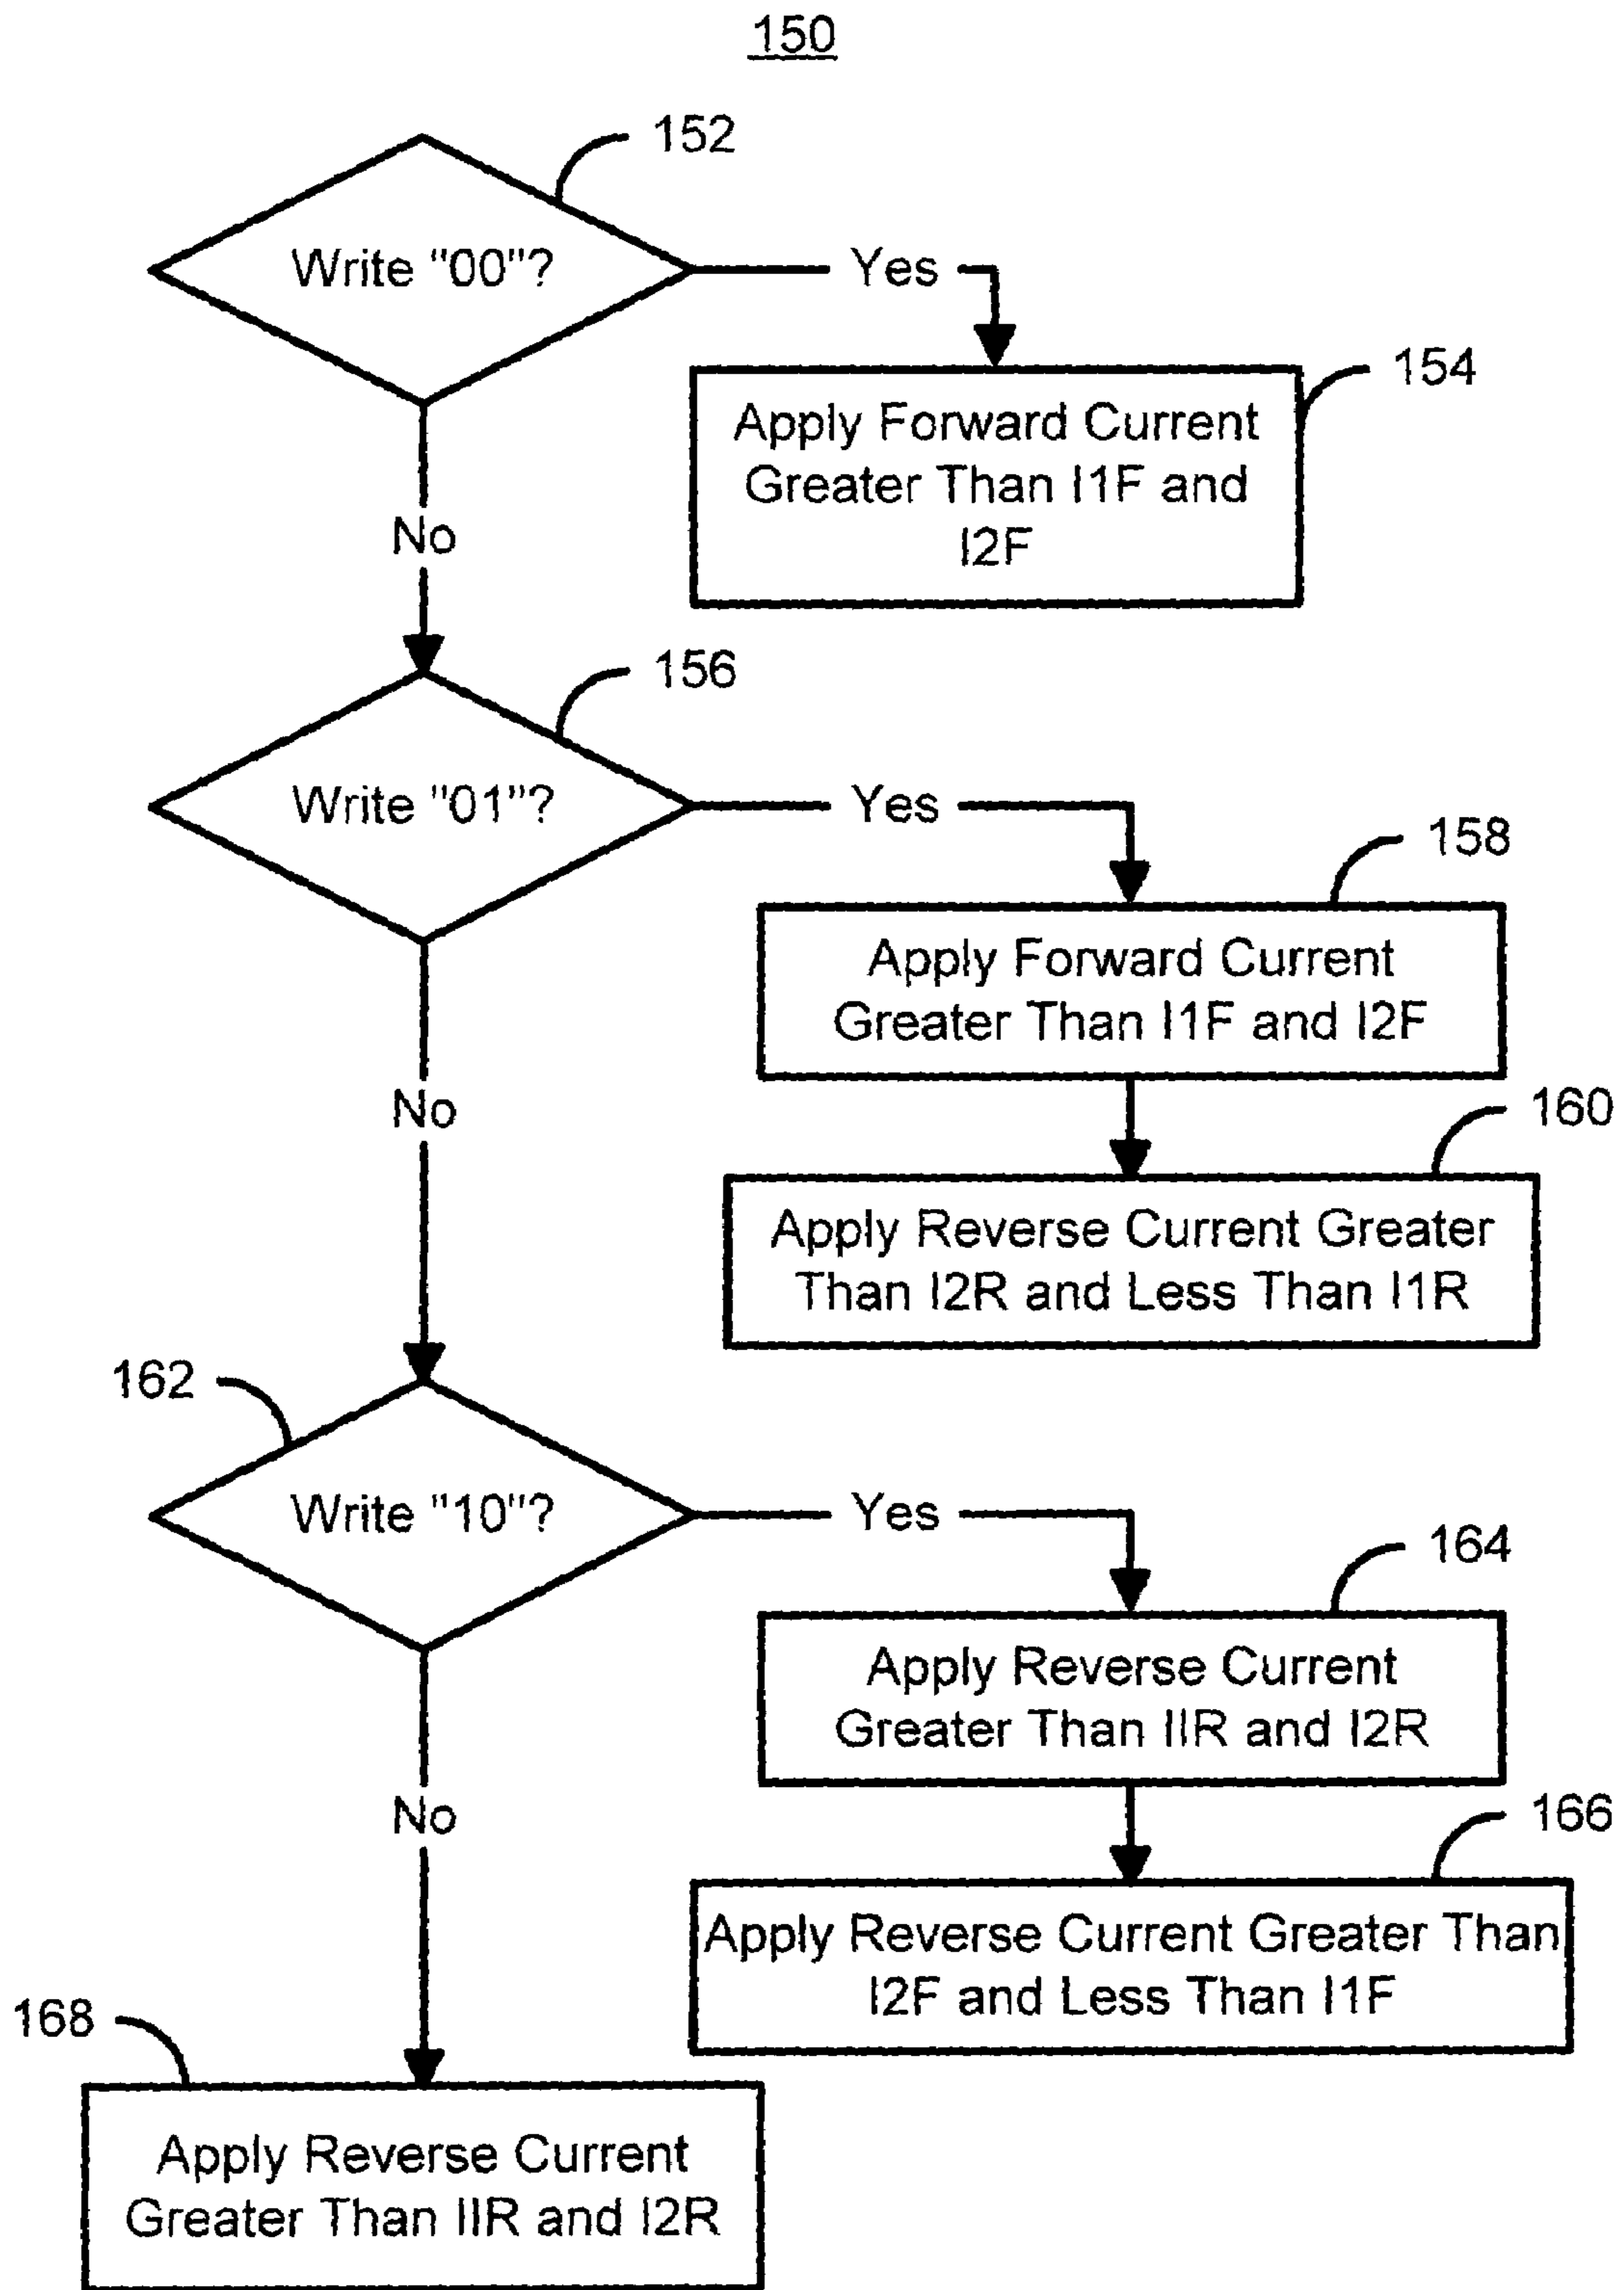 150
152
Write "00"?
Yes
154
Apply Forward Current
Greater Than I1F and
I2F
No
156
Write "01"?
Yes
158
Apply Forward Current
Greater Than I1F and I2F
No
160
Apply Reverse Current Greater
Than I2R and Less Than I1R
162
Write "10"?
Yes
164
Apply Reverse Current
Greater Than IIR and I2R
No
166
Apply Reverse Current Greater Than
I2F and Less Than I1F
168
Apply Reverse Current
Greater Than IIR and I2R